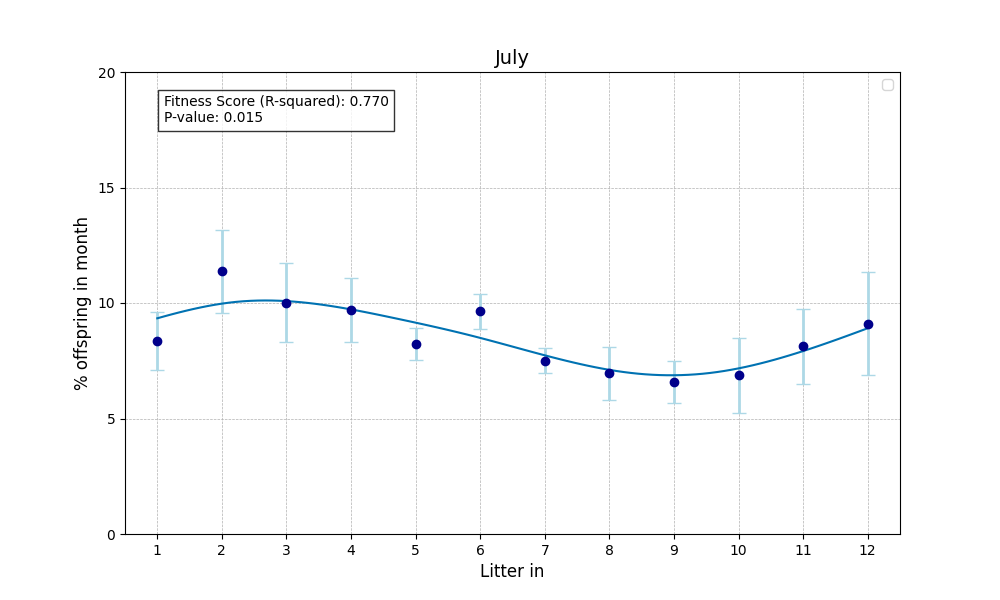 July
Fitness Score (R-squared): 0.770
P-value: 0.015
% offspring in month
20
15
10
5
0
1 2 3 4 5 6 7 8 9 10 11 12
Litter in